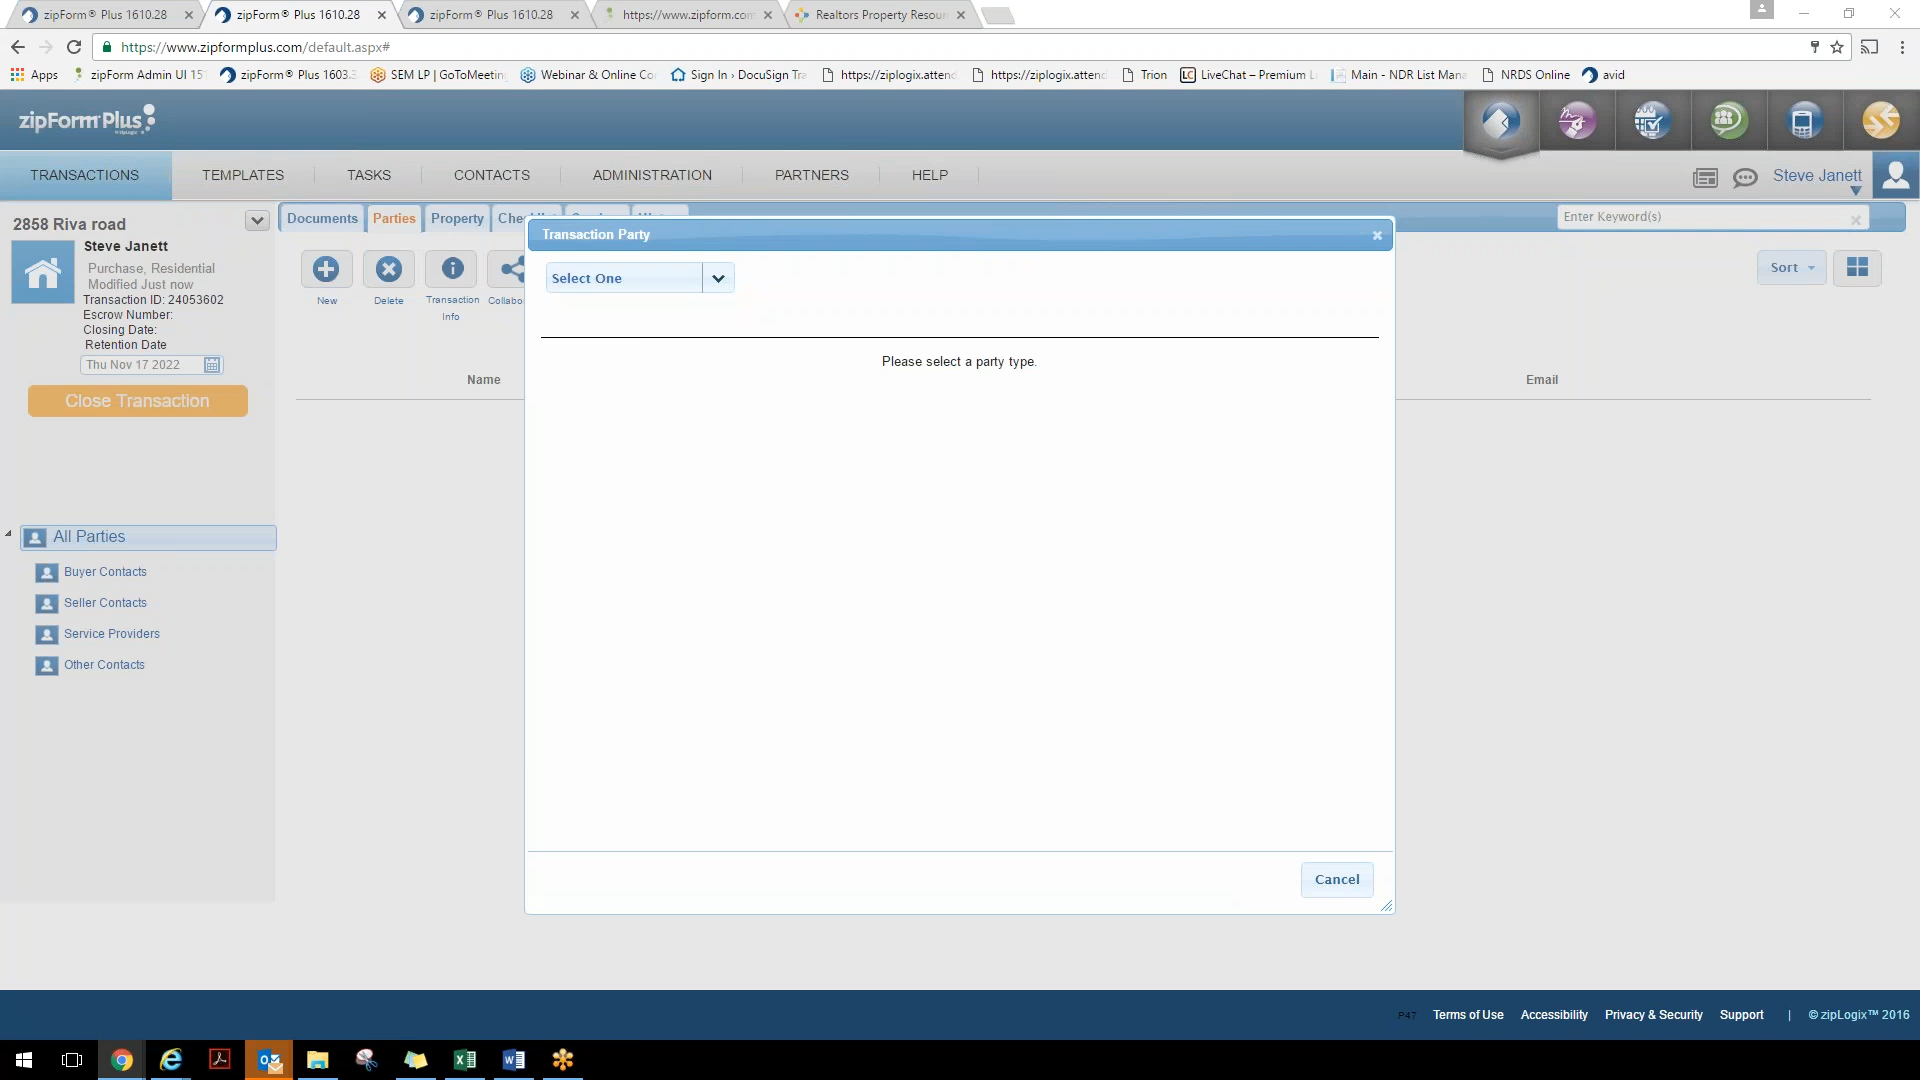 zipForm® Plus 1610.28
zipForm® Plus 1610.28
zipForm® Plus 1610.28
https://www.zipform.com
Realtors Property Resour
https://www.zipformplus.com/default.aspx#
Apps
zipForm Admin UI 15
zipForm® Plus 1603.3
SEM LP | GoToMeeting
Webinar & Online Co
Sign In › DocuSign Tra
https://ziplogix.attend
https://ziplogix.attend
Trion
LiveChat – Premium L
Main - NDR List Mana
NRDS Online
avid
zipForm Plus
TRANSACTIONS
TEMPLATES
TASKS
CONTACTS
ADMINISTRATION
PARTNERS
HELP
Steve Janett
2858 Riva road
Steve Janett
Purchase, Residential
Modified Just now
Transaction ID: 24053602
Escrow Number:
Closing Date:
Retention Date
Thu Nov 17 2022
Close Transaction
All Parties
Buyer Contacts
Seller Contacts
Service Providers
Other Contacts
Documents
Parties
Property
Enter Keyword(s)
New
Delete
Transaction
Info
Collabo
Sort
Name
Email
Transaction Party
Select One
Please select a party type.
Cancel
P47
Terms of Use
Accessibility
Privacy & Security
Support
|
© zipLogix™ 2016